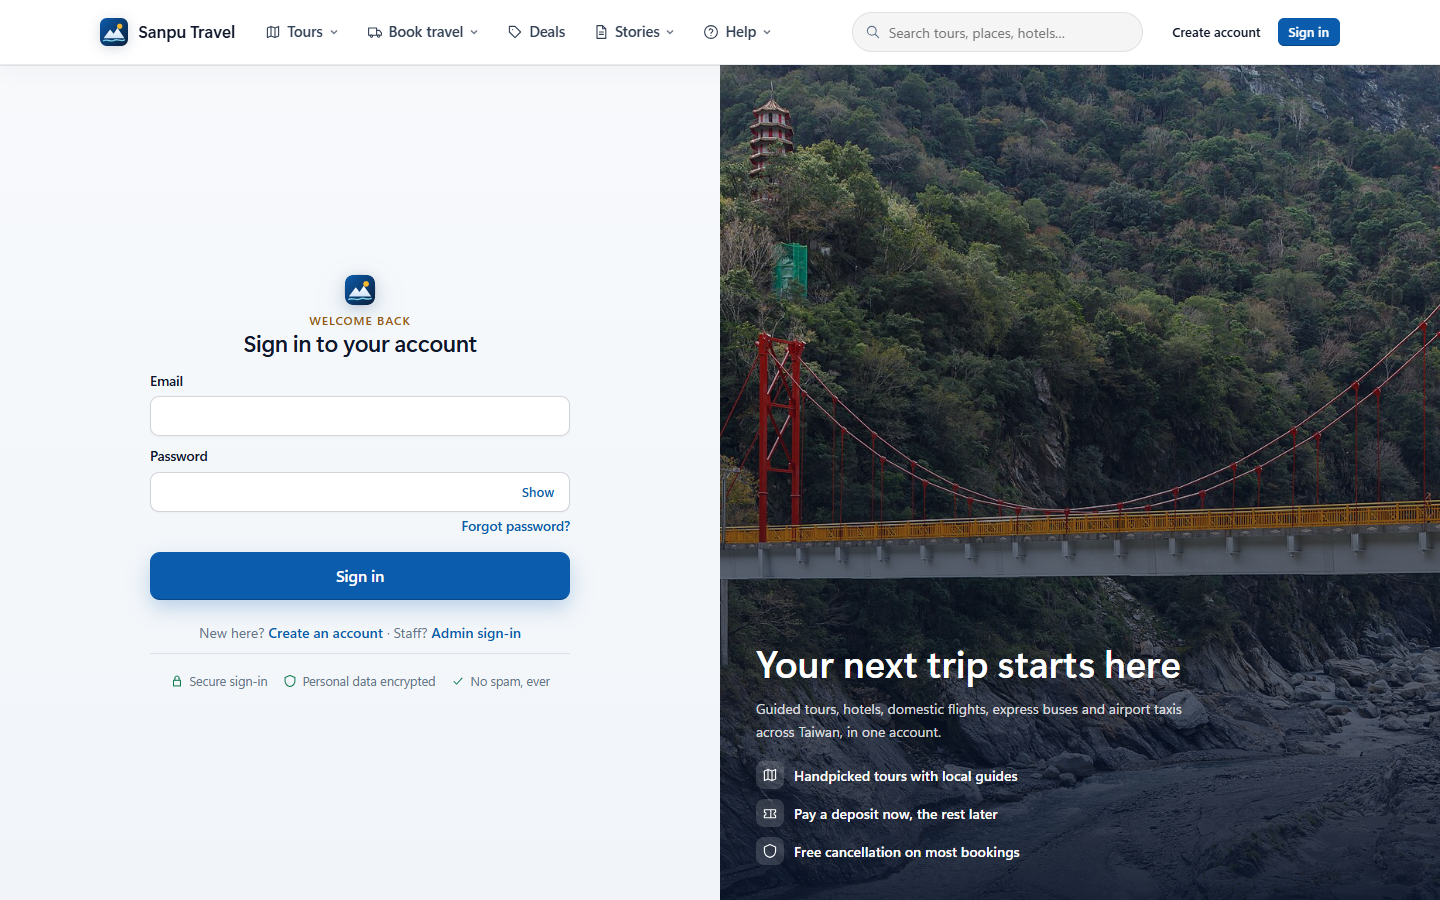 Sanpu Travel
Tours
Book travel
Deals
Stories
Help
Search tours, places, hotels...
Create account
Sign in
WELCOME BACK
Sign in to your account
Email
Password
Show
Forgot password?
Sign in
New here? Create an account · Staff? Admin sign-in
Secure sign-in
Personal data encrypted
No spam, ever
Your next trip starts here
Guided tours, hotels, domestic flights, express buses and airport taxis
across Taiwan, in one account.
Handpicked tours with local guides
Pay a deposit now, the rest later
Free cancellation on most bookings